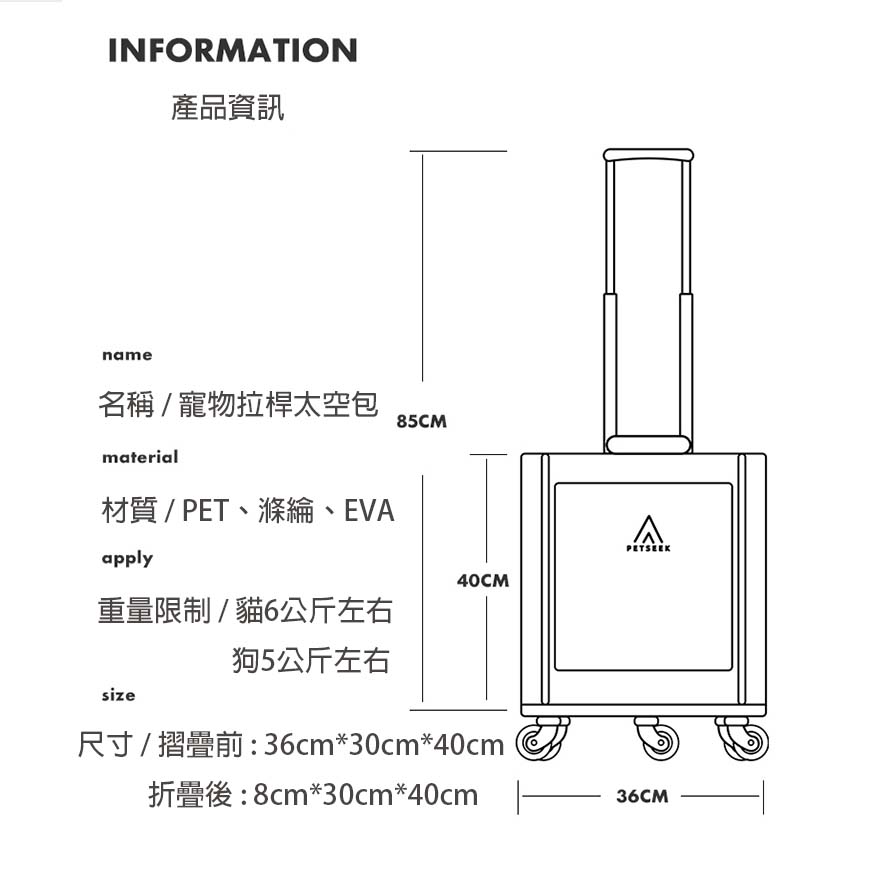 INFORMATION
產品資訊
name
名稱 / 寵物拉桿太空包
85CM
material
材質 / PET、滌綸、EVA
PETSEEK
apply
40CM
重量限制 / 貓6公斤左右
狗5公斤左右
size
尺寸 / 摺疊前 : 36cm*30cm*40cm
折疊後 : 8cm*30cm*40cm
36CM